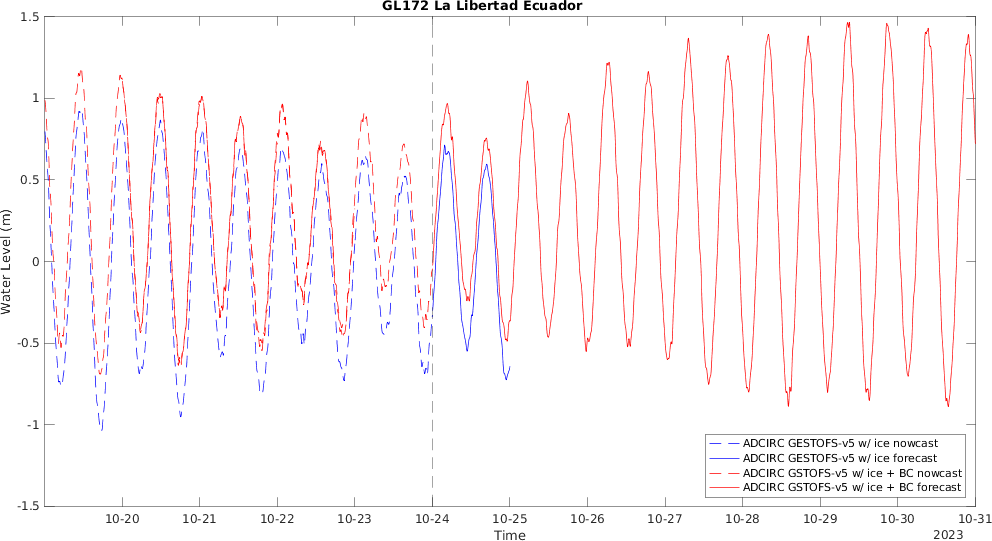 GL172 La Libertad Ecuador
1.5
1
0.5
0
-0.5
-1
-1.5
Water Level (m)
ADCIRC GESTOFS-v5 w/ ice nowcast
ADCIRC GESTOFS-v5 w/ ice forecast
ADCIRC GSTOFS-v5 w/ ice + BC nowcast
ADCIRC GSTOFS-v5 w/ ice + BC forecast
10-20 10-21 10-22 10-23 10-24 10-25 10-26 10-27 10-28 10-29 10-30 10-31
Time
2023